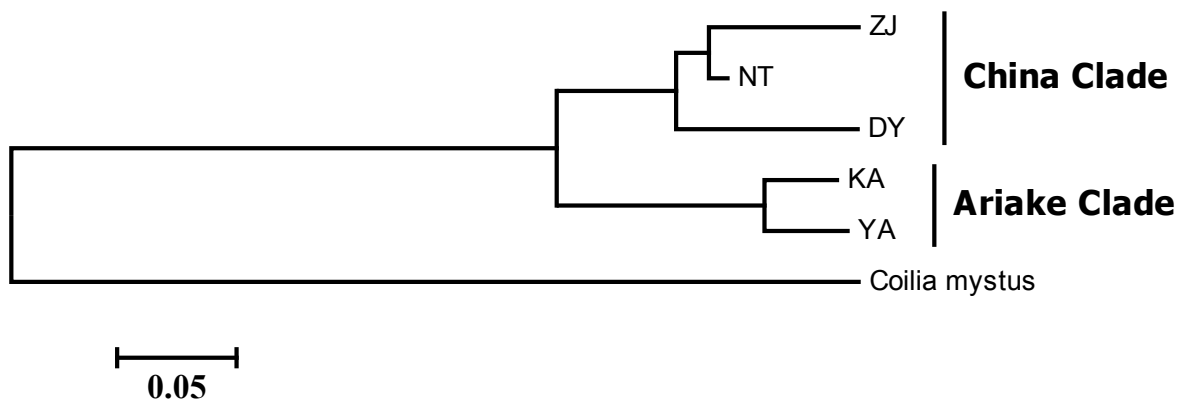 ZJ
NT
China Clade
DY
KA
Ariake Clade
YA
Coilia mystus
0.05